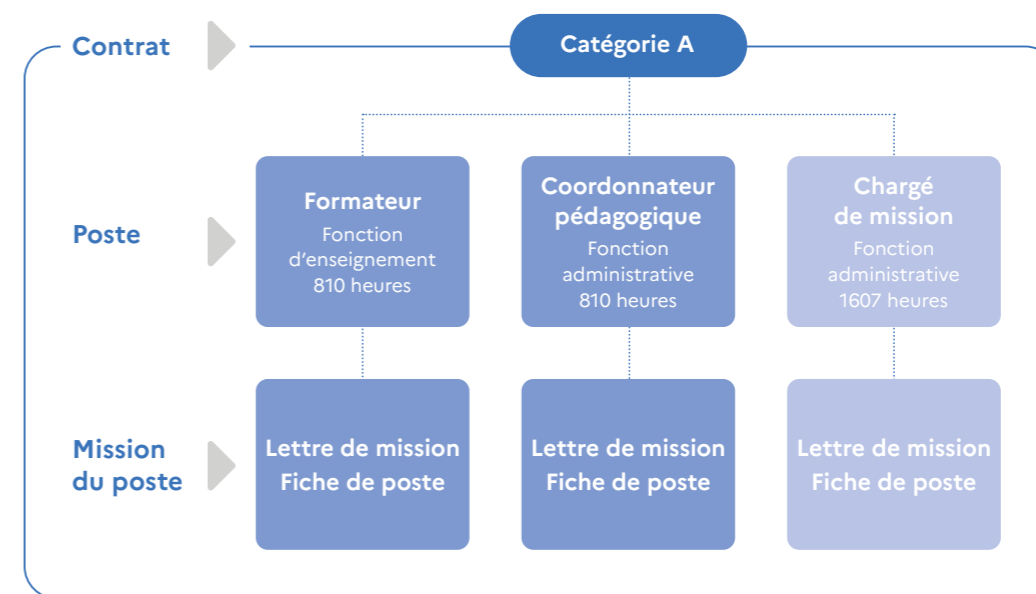 Contrat
Catégorie A
Poste
Formateur
Fonction
d'enseignement
810 heures
Coordonnateur
pédagogique
Fonction
administrative
810 heures
Chargé
de mission
Fonction
administrative
1607 heures
Mission
du poste
Lettre de mission
Fiche de poste
Lettre de mission
Fiche de poste
Lettre de mission
Fiche de poste